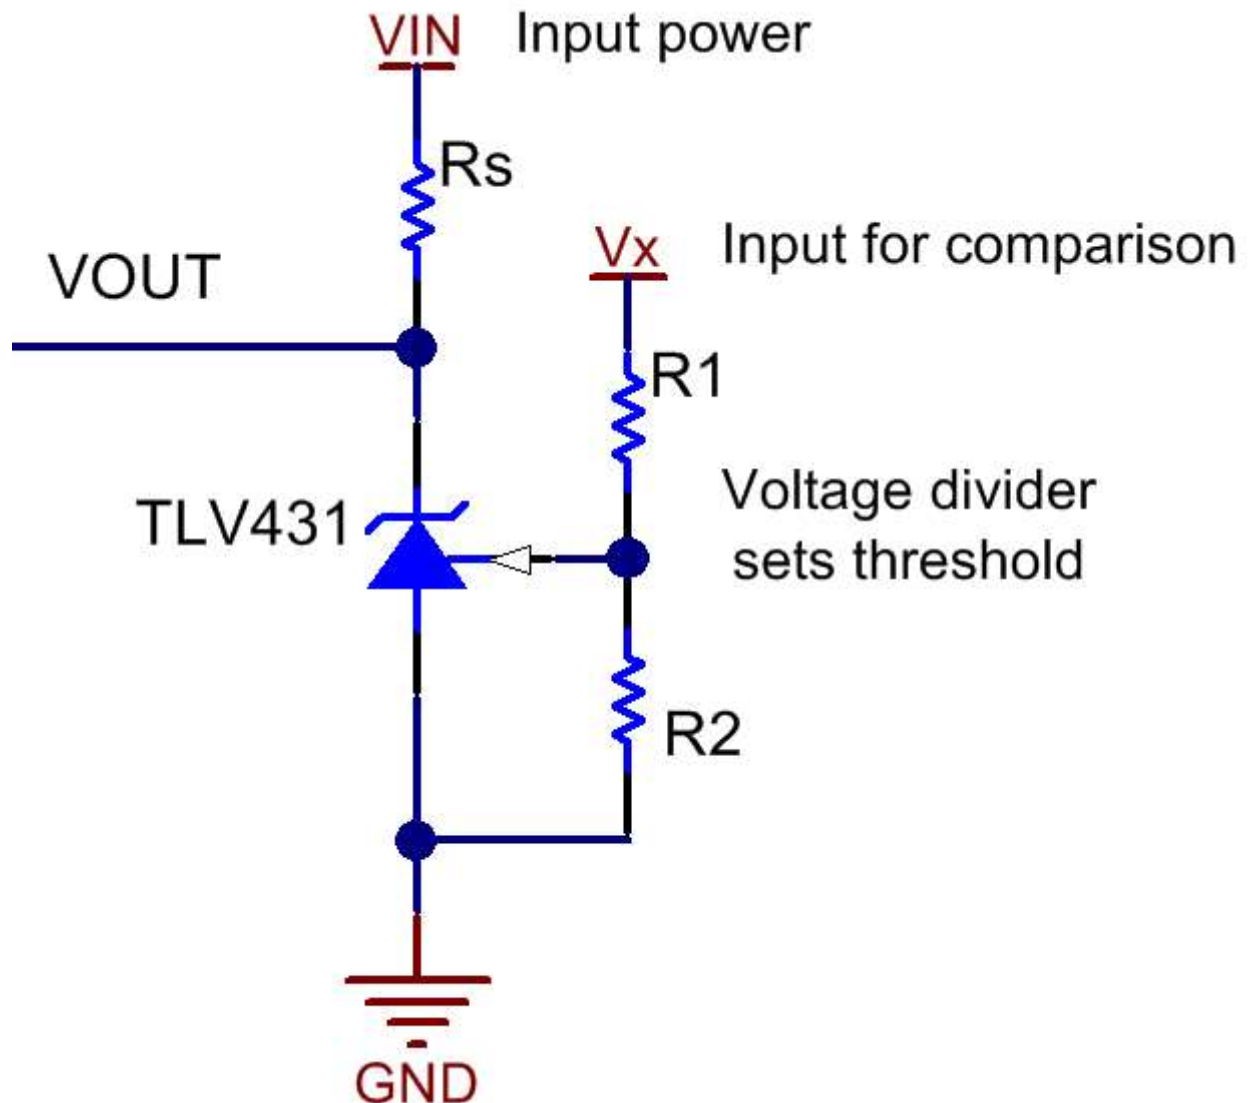 VIN
Input power
Rs
Vx
Input for comparison
VOUT
R1
TLV431
Voltage divider
sets threshold
R2
GND